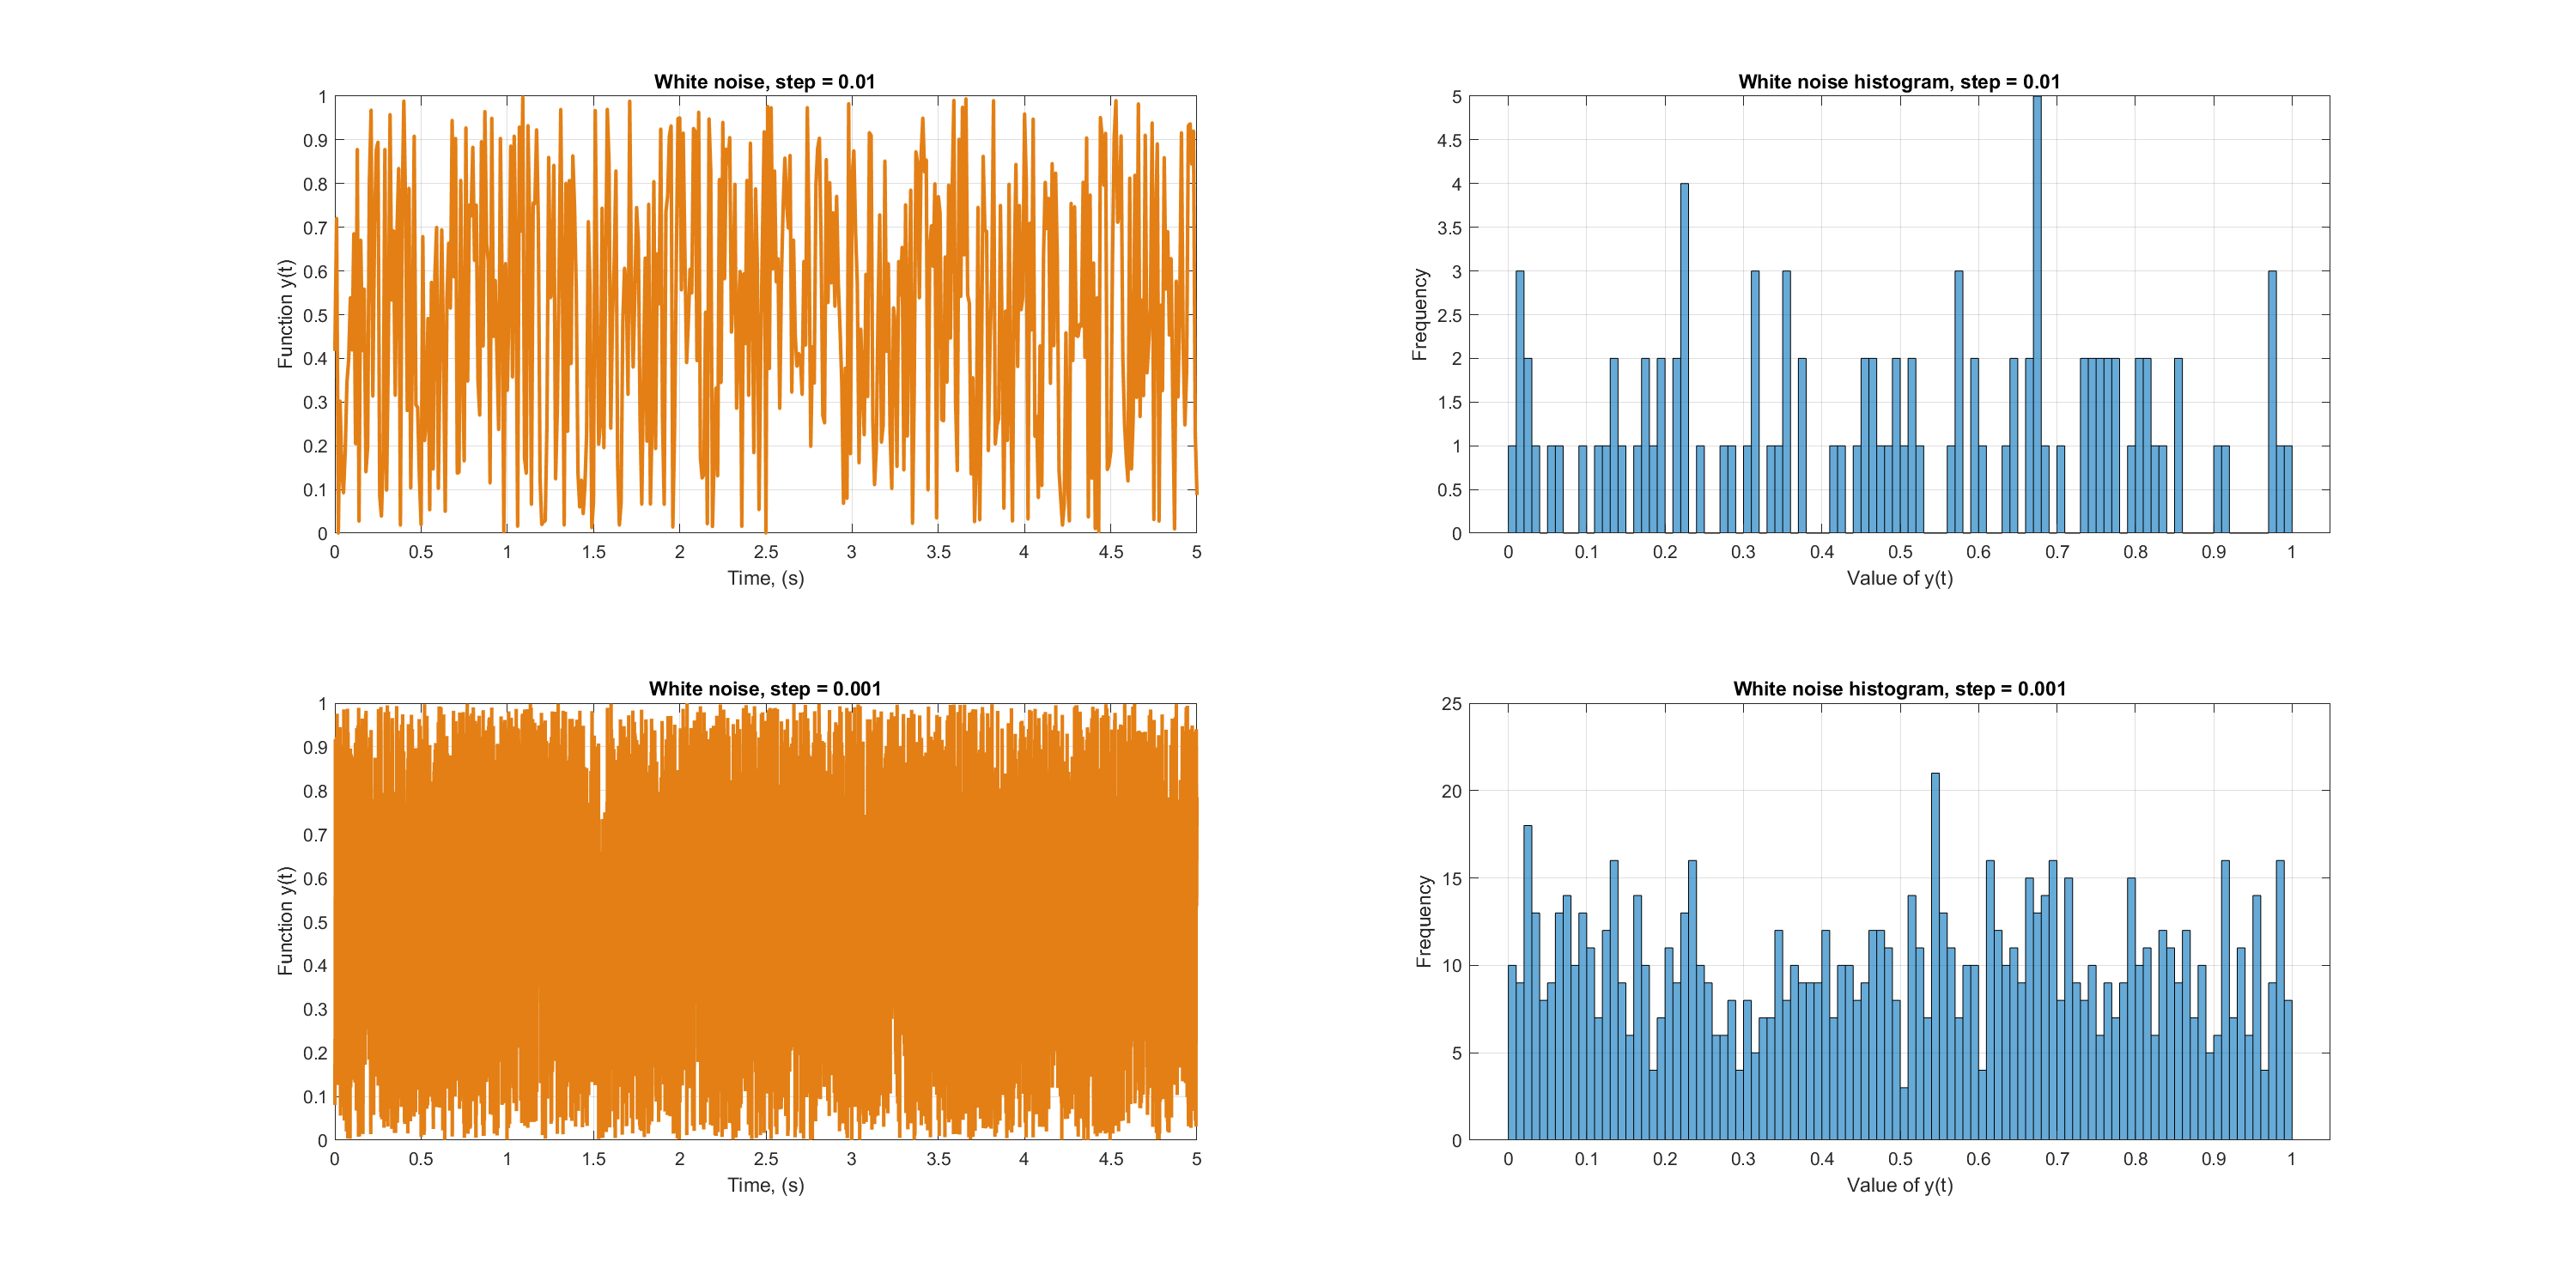 White noise, step = 0.01
1
0.9
0.8
0.7
0.6
0.5
0.4
0.3
0.2
0.1
0
Function y(t)
0 0.5 1 1.5 2 2.5 3 3.5 4 4.5 5
Time, (s)
White noise histogram, step = 0.01
5
4.5
4
3.5
3
2.5
2
1.5
1
0.5
0
Frequency
0 0.1 0.2 0.3 0.4 0.5 0.6 0.7 0.8 0.9 1
Value of y(t)
White noise, step = 0.001
1
0.9
0.8
0.7
0.6
0.5
0.4
0.3
0.2
0.1
0
Function y(t)
0 0.5 1 1.5 2 2.5 3 3.5 4 4.5 5
Time, (s)
White noise histogram, step = 0.001
25
20
15
10
5
0
Frequency
0 0.1 0.2 0.3 0.4 0.5 0.6 0.7 0.8 0.9 1
Value of y(t)